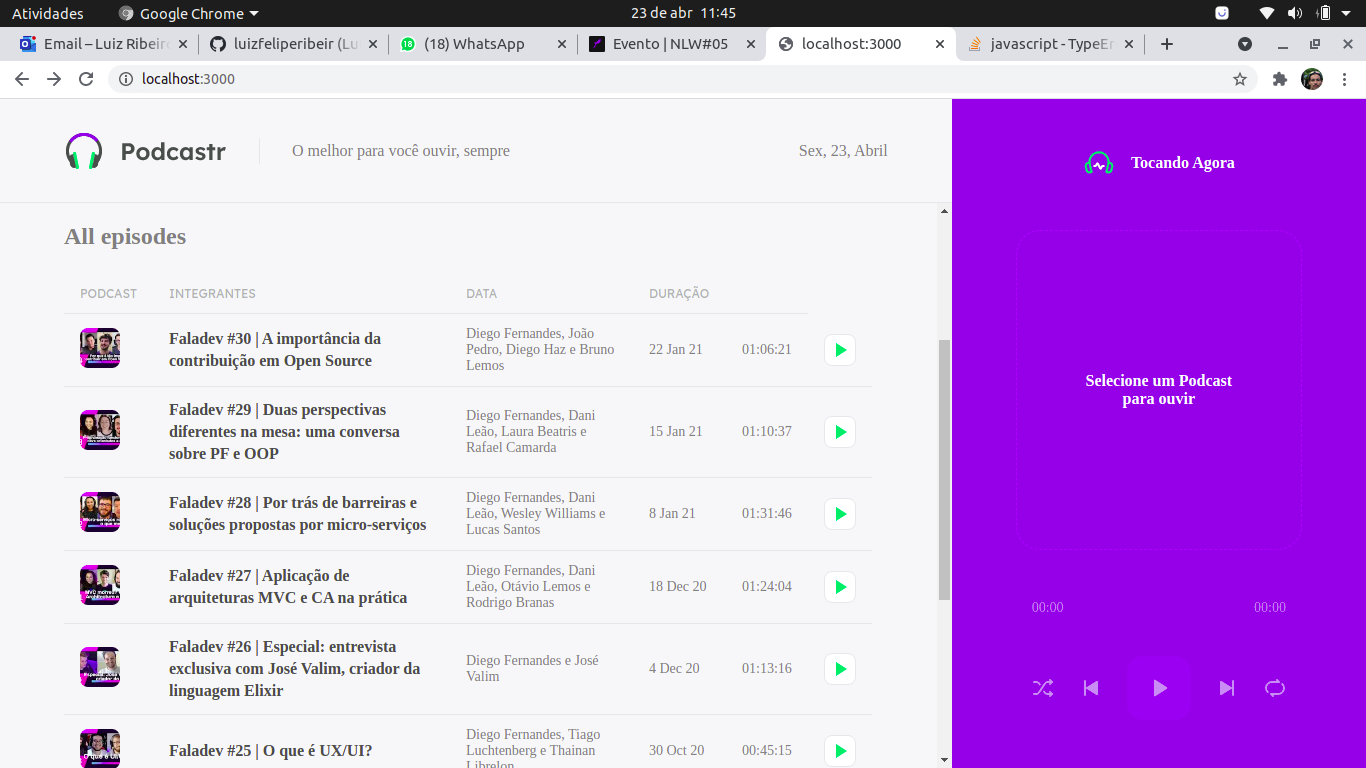 Atividades
Google Chrome
23 de abr 11:45
Email – Luiz Ribeir
luizfeliperibeir (Lu
(18) WhatsApp
Evento | NLW#05
localhost:3000
javascript - TypeEr
localhost:3000
Podcastr
O melhor para você ouvir, sempre
Sex, 23, Abril
All episodes
PODCAST INTEGRANTES DATA DURAÇÃO
Faladev #30 | A importância da
contribuição em Open Source
Diego Fernandes, João
Pedro, Diego Haz e Bruno
Lemos
22 Jan 21
01:06:21
Faladev #29 | Duas perspectivas
diferentes na mesa: uma conversa
sobre PF e OOP
Diego Fernandes, Dani
Leão, Laura Beatris e
Rafael Camarda
15 Jan 21
01:10:37
Faladev #28 | Por trás de barreiras e
soluções propostas por micro-serviços
Diego Fernandes, Dani
Leão, Wesley Williams e
Lucas Santos
8 Jan 21
01:31:46
Faladev #27 | Aplicação de
arquiteturas MVC e CA na prática
Diego Fernandes, Dani
Leão, Otávio Lemos e
Rodrigo Branas
18 Dec 20
01:24:04
Faladev #26 | Especial: entrevista
exclusiva com José Valim, criador da
linguagem Elixir
Diego Fernandes e José
Valim
4 Dec 20
01:13:16
Faladev #25 | O que é UX/UI?
Diego Fernandes, Tiago
Luchtenberg e Thainan
Librelon
30 Oct 20
00:45:15
Tocando Agora
Selecione um Podcast
para ouvir
00:00
00:00